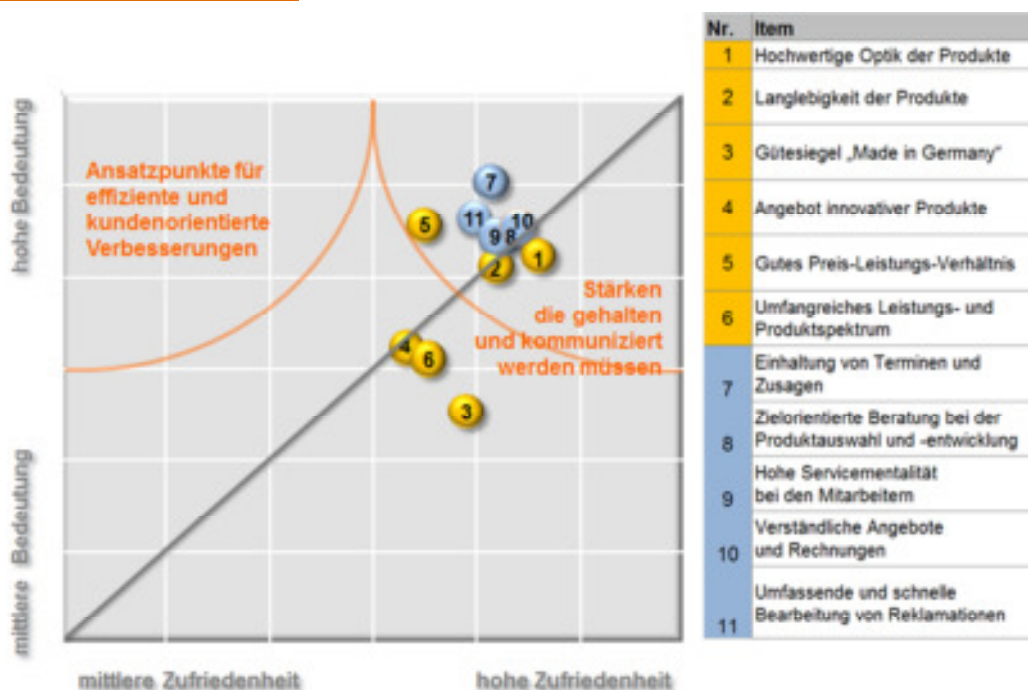 Nr. Item
1 Hochwertige Optik der Produkte
2 Langlebigkeit der Produkte
3 Gütesiegel „Made in Germany“
4 Angebot innovativer Produkte
5 Gutes Preis-Leistungs-Verhältnis
6 Umfangreiches Leistungs- und
Produktspektrum
7 Einhaltung von Terminen und
Zusagen
8 Zielorientierte Beratung bei der
Produktauswahl und -entwicklung
9 Hohe Servicementalität
bei den Mitarbeitern
10 Verständliche Angebote
und Rechnungen
11 Umfassende und schnelle
Bearbeitung von Reklamationen
hohe Bedeutung
mittlere Bedeutung
Ansatzpunkte für
effiziente und
kundenorientierte
Verbesserungen
7
11
10
5
9
8
1
2
Stärken
die gehalten
und kommuniziert
werden müssen
4
6
3
mittlere Zufriedenheit
hohe Zufriedenheit